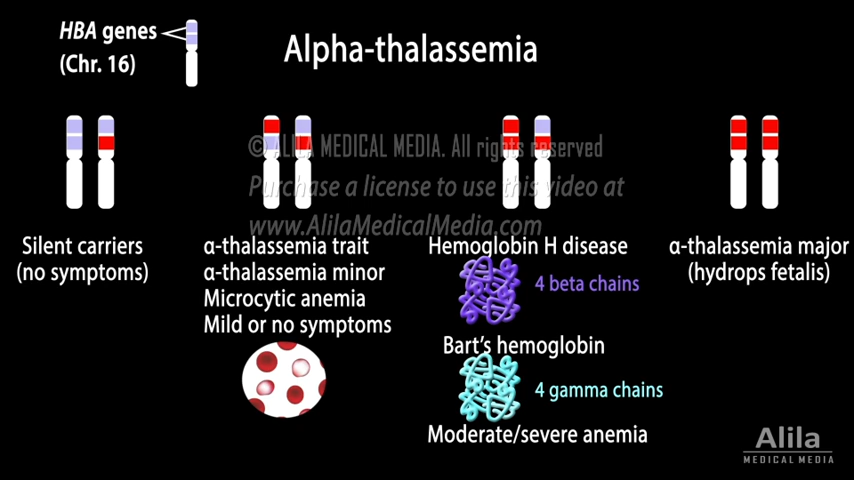 HBA genes
(Chr. 16)
Alpha-thalassemia
© ALILA MEDICAL MEDIA. All rights reserved
Purchase a license to use this video at
www.AlilaMedicalMedia.com
Silent carriers
(no symptoms)
α-thalassemia trait
α-thalassemia minor
Microcytic anemia
Mild or no symptoms
Hemoglobin H disease
4 beta chains
Bart's hemoglobin
4 gamma chains
Moderate/severe anemia
α-thalassemia major
(hydrops fetalis)
Alila
MEDICAL MEDIA